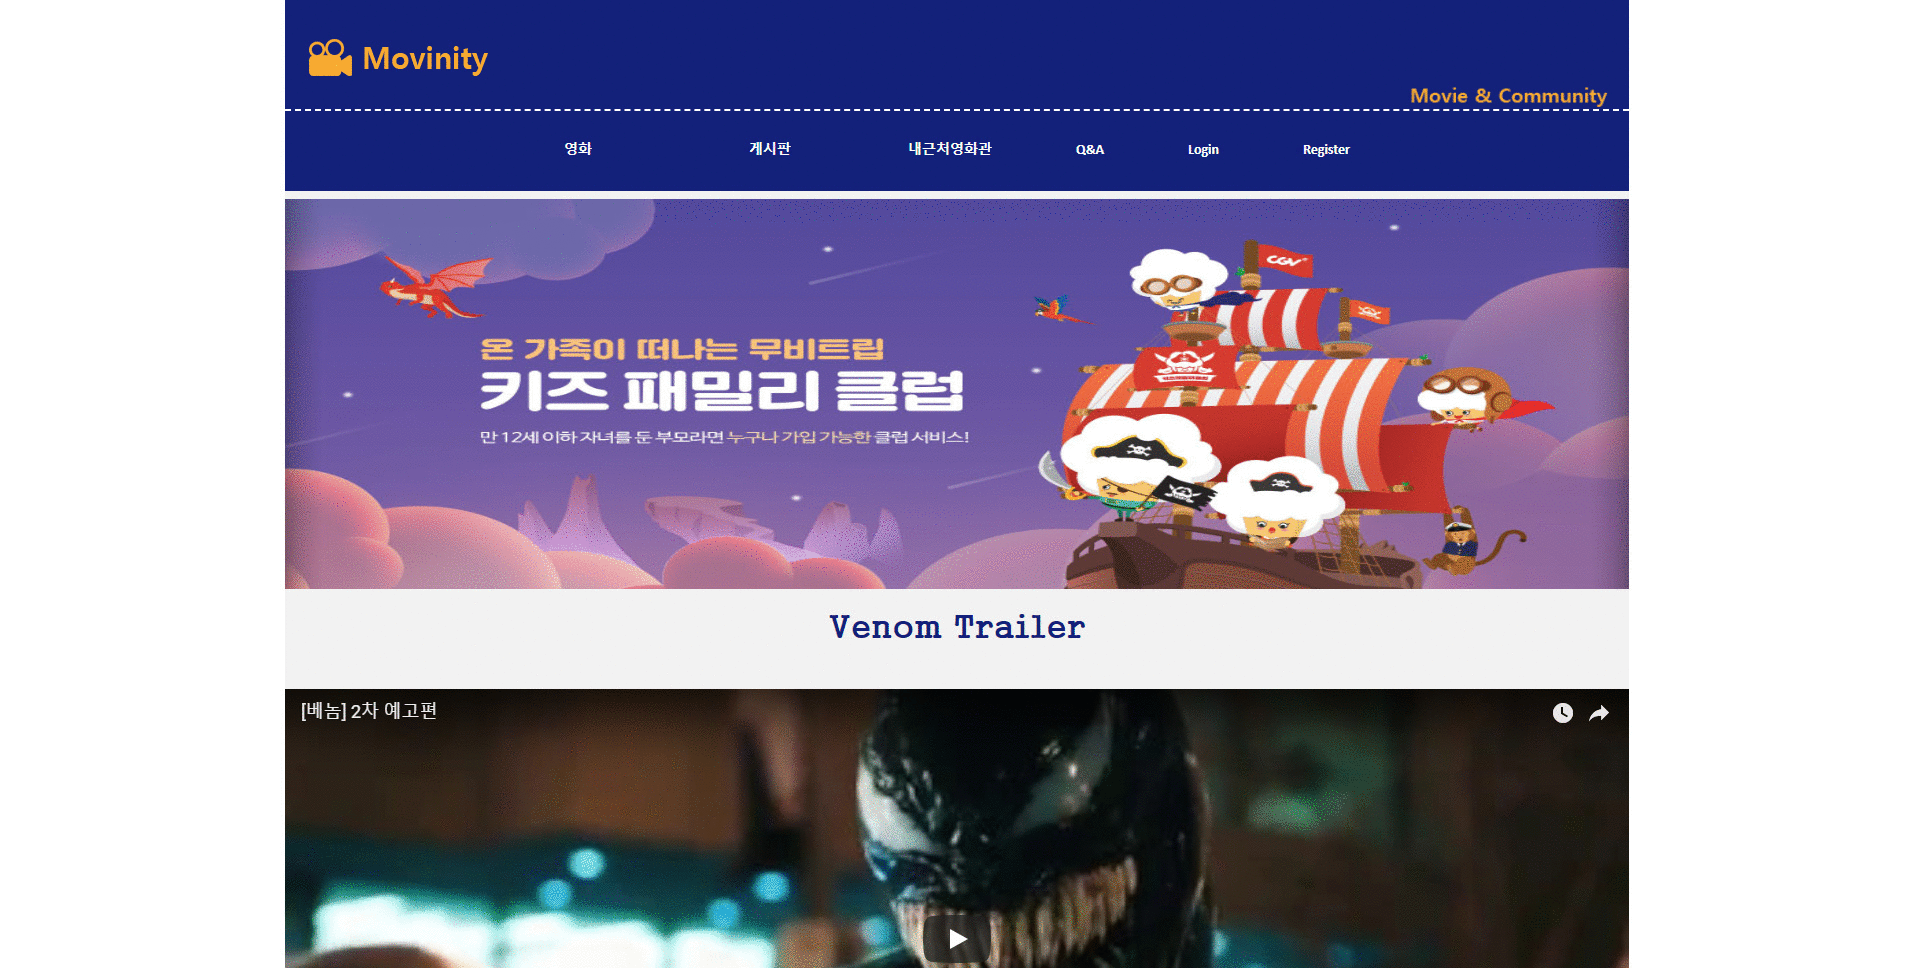 Movinity
Movie & Community
영화 게시판 내근처영화관 Q&A Login Register
CGV
온 가족이 떠나는 무비트립
키즈 패밀리 클럽
만 12세 이하 자녀를 둔 부모라면 누구나 가입 가능한 클럽 서비스!
Venom Trailer
[베놈] 2차 예고편